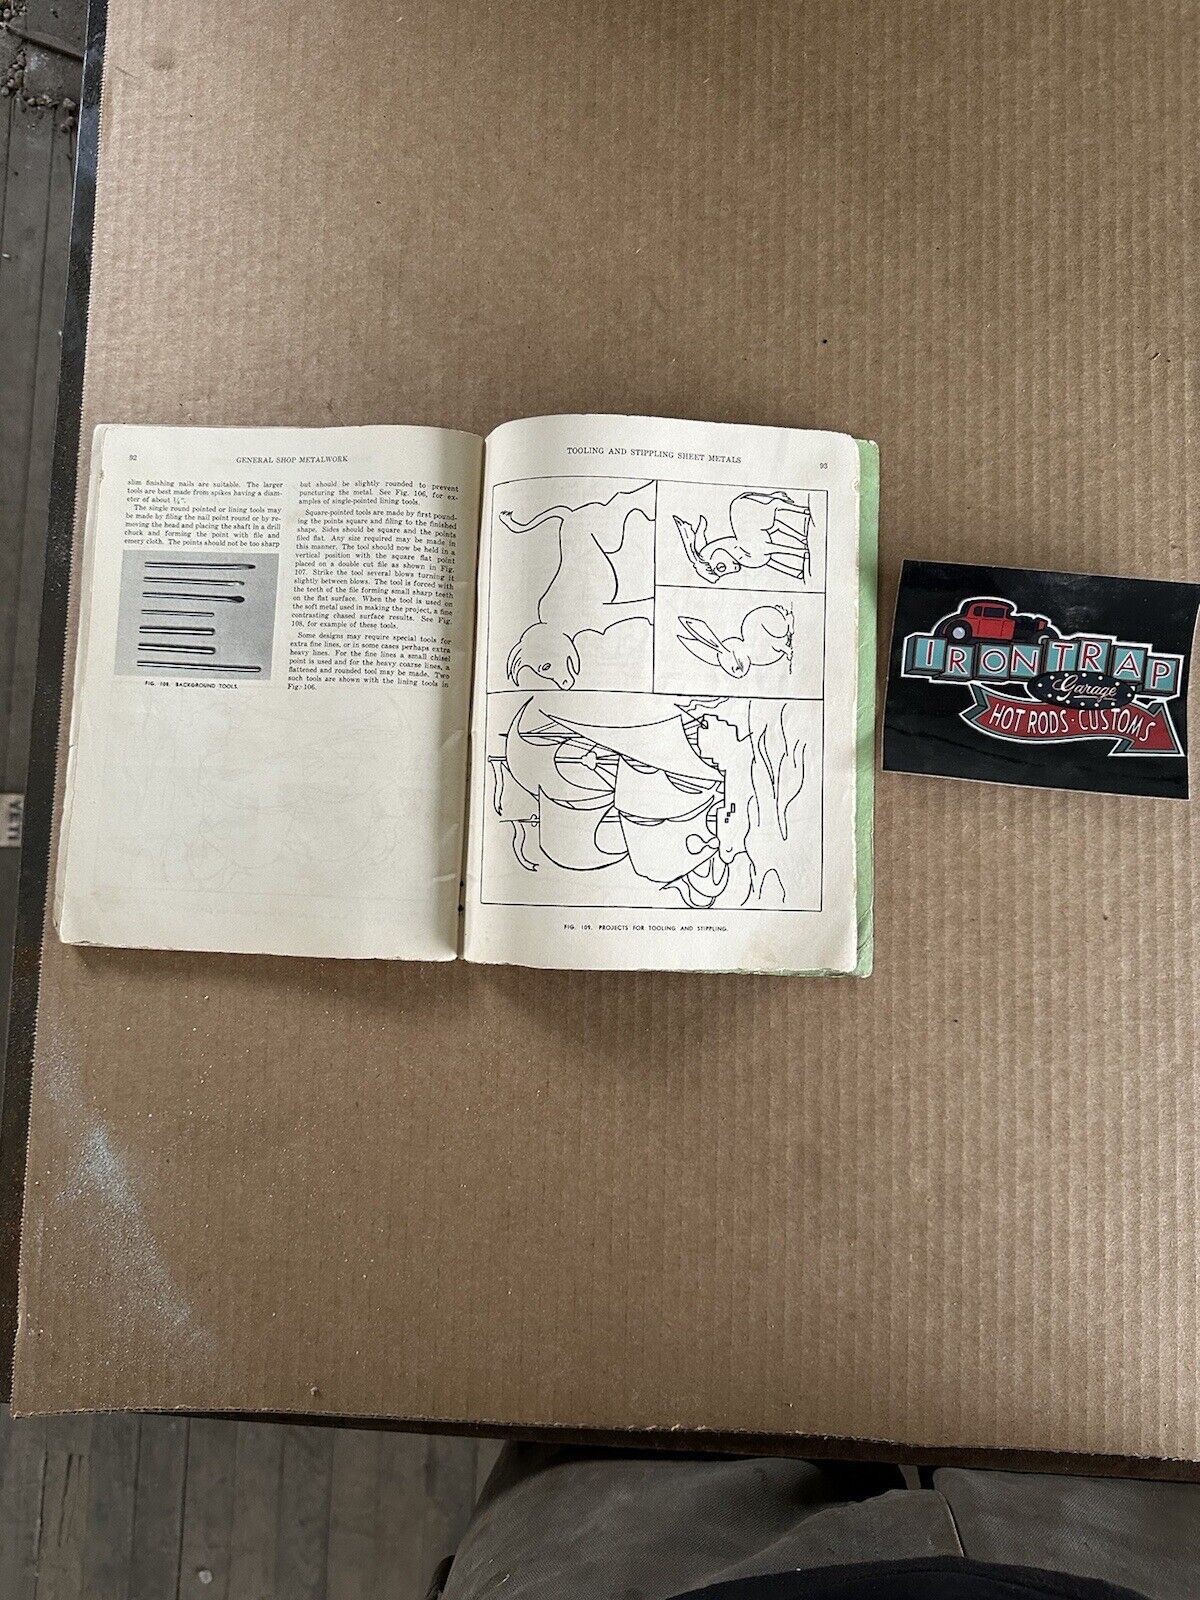 92
GENERAL SHOP METALWORK
slim finishing nails are suitable. The larger
tools are best made from spikes having a diam-
eter of about ¼".
The single round pointed or lining tools may
be made by filing the nail point round or by re-
moving the head and placing the shaft in a drill
chuck and forming the point with file and
emery cloth. The points should not be too sharp
FIG. 108. BACKGROUND TOOLS.
but should be slightly rounded to prevent
puncturing the metal. See Fig. 106, for ex-
amples of single-pointed lining tools.
Square-pointed tools are made by first pound-
ing the points square and filing to the finished
shape. Sides should be square and the points
filed flat. Any size required may be made in
this manner. The tool should now be held in a
vertical position with the square flat point
placed on a double cut file as shown in Fig.
107. Strike the tool several blows turning it
slightly between blows. The tool is forced with
the teeth of the file forming small sharp teeth
on the flat surface. When the tool is used on
the soft metal used in making the project, a fine
contrasting chased surface results. See Fig.
108, for example of these tools.
Some designs may require special tools for
extra fine lines, or in some cases perhaps extra
heavy lines. For the fine lines a small chisel
point is used and for the heavy coarse lines, a
flattened and rounded tool may be made. Two
such tools are shown with the lining tools in
Fig. 106.
TOOLING AND STIPPLING SHEET METALS
93
FIG. 109. PROJECTS FOR TOOLING AND STIPPLING.
IRONTRAP
Garage
HOT RODS - CUSTOMS